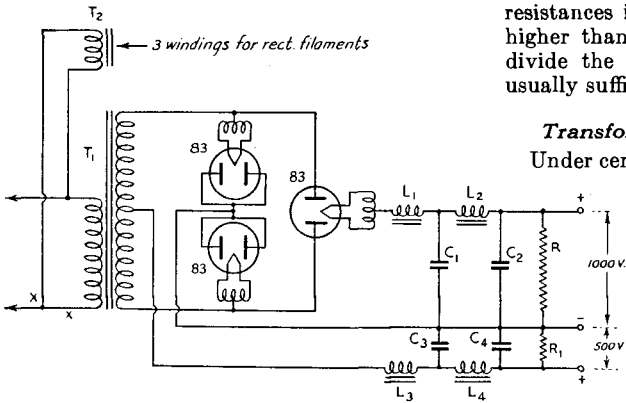 resistances i
higher than
divide the
usually suffi
Transfo
Under cer
T2
3 windings for rect. filaments
T1
83
83
83
L1
L2
C1
C2
R
1000 V.
X
X
C3
C4
R1
500 V
L3
L4
+
−
+